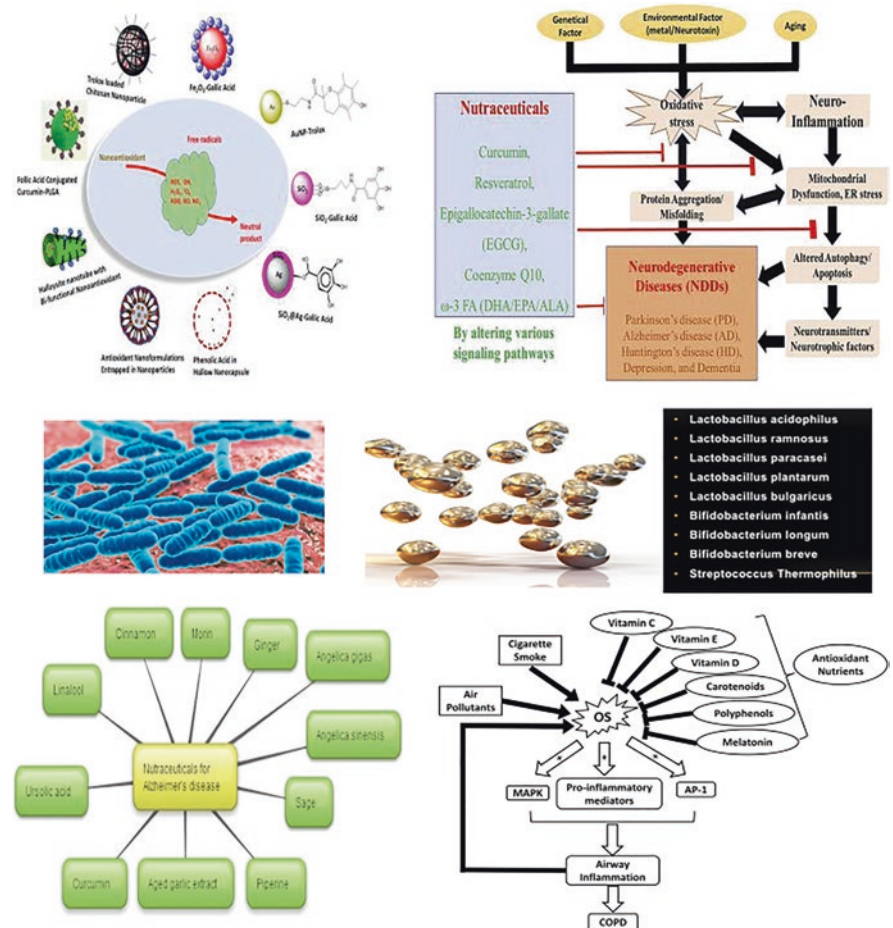 Trolox loaded
Chitosan Nanoparticle
Fe₂O₃-Gallic Acid
Au
AuNP-Trolox
Follic Acid Conjugated
Curcumin-PLGA
Nanoantioxidant
Free radicals
Neutral
product
SiO₂
SiO₂-Gallic Acid
Halloysite nanotube with
Bi-functional Nanoantioxidant
Ag
SiO₂@Ag-Gallic Acid
Antioxidant Nanoformulations
Entrapped in Nanoparticles
Phenolic Acid in
Hallow Nanocapsule
Genetical
Factor
Environmental Factor
(metal/Neurotoxin)
Aging
Nutraceuticals
Curcumin,
Resveratrol,
Epigallocatechin-3-gallate
(EGCG),
Coenzyme Q10,
ω-3 FA (DHA/EPA/ALA)
By altering various
signaling pathways
Oxidative
stress
Neuro-
Inflammation
Protein Aggregation/
Misfolding
Mitochondrial
Dysfunction, ER stress
Neurodegenerative
Diseases (NDDs)
Parkinson's disease (PD),
Alzheimer's disease (AD),
Huntington's disease (HD),
Depression, and Dementia
Altered Autophagy/
Apoptosis
Neurotransmitters/
Neurotrophic factors
• Lactobacillus acidophilus
• Lactobacillus ramnosus
• Lactobacillus paracasei
• Lactobacillus plantarum
• Lactobacillus bulgaricus
• Bifidobacterium infantis
• Bifidobacterium longum
• Bifidobacterium breve
• Streptococcus Thermophilus
Cinnamon
Morin
Ginger
Angelica gigas
Linalool
Angelica sinensis
Nutraceuticals for
Alzheimer's disease
Ursolic acid
Sage
Curcumin
Aged garlic extract
Piperine
Cigarette
Smoke
Air
Pollutants
Vitamin C
Vitamin E
Vitamin D
Carotenoids
Polyphenols
Melatonin
Antioxidant
Nutrients
OS
+
+
+
MAPK
Pro-inflammatory
mediators
AP-1
Airway
Inflammation
COPD